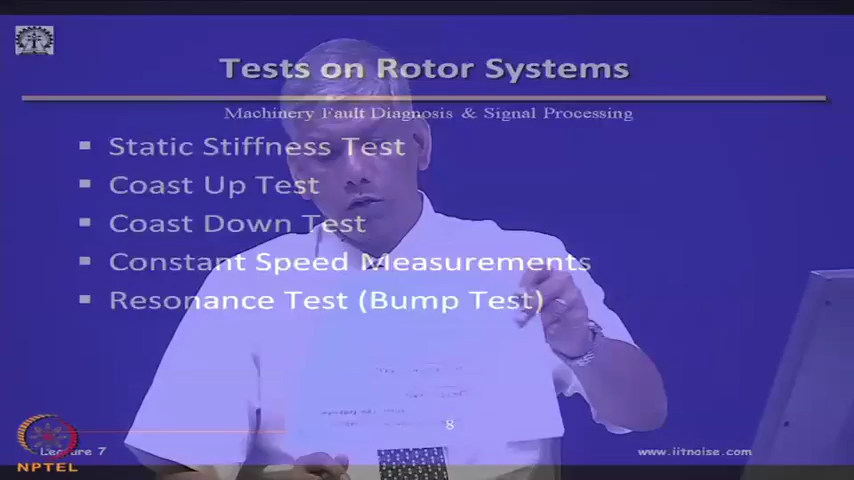 Tests on Rotor Systems
Machinery Fault Diagnosis & Signal Processing
Static Stiffness Test
Coast Up Test
Coast Down Test
Constant Speed Measurements
Resonance Test (Bump Test)
8
Lecture 7
www.iitnoise.com
NPTEL